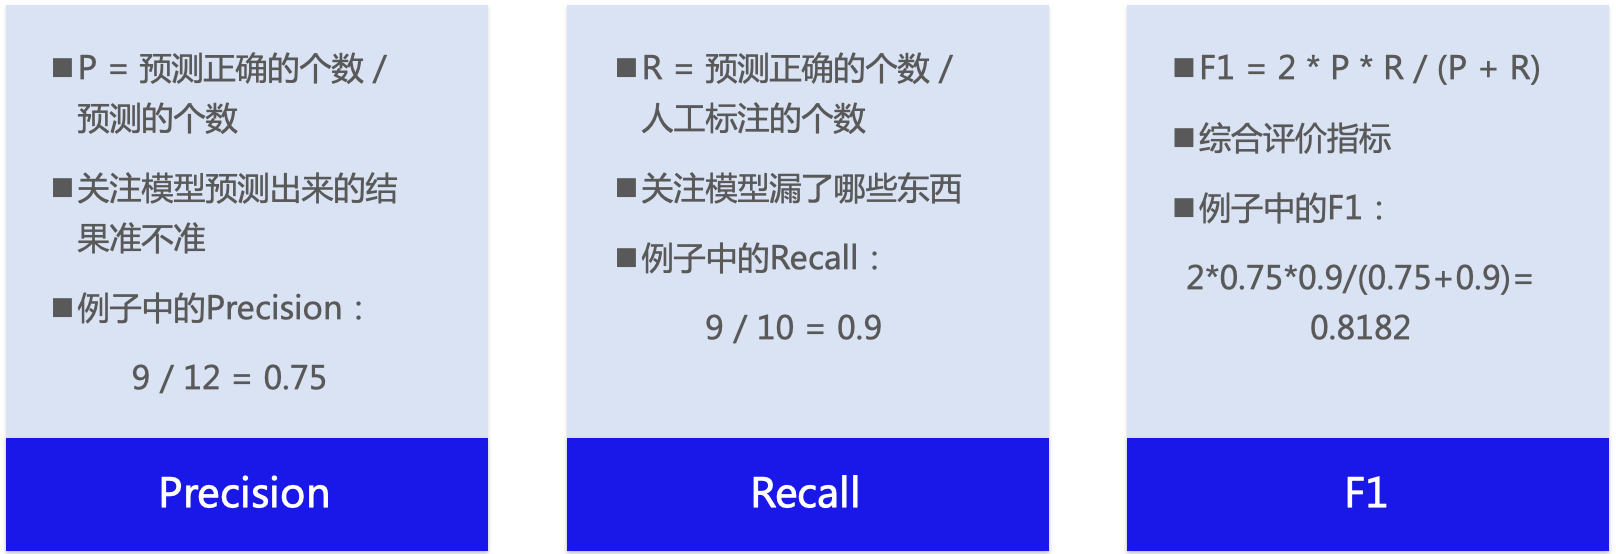 ■P = 预测正确的个数 /
预测的个数
■关注模型预测出来的结
果准不准
■例子中的Precision：
9 / 12 = 0.75
Precision
■R = 预测正确的个数 /
人工标注的个数
■关注模型漏了哪些东西
■例子中的Recall：
9 / 10 = 0.9
Recall
■F1 = 2 * P * R / (P + R)
■综合评价指标
■例子中的F1：
2*0.75*0.9/(0.75+0.9)=
0.8182
F1